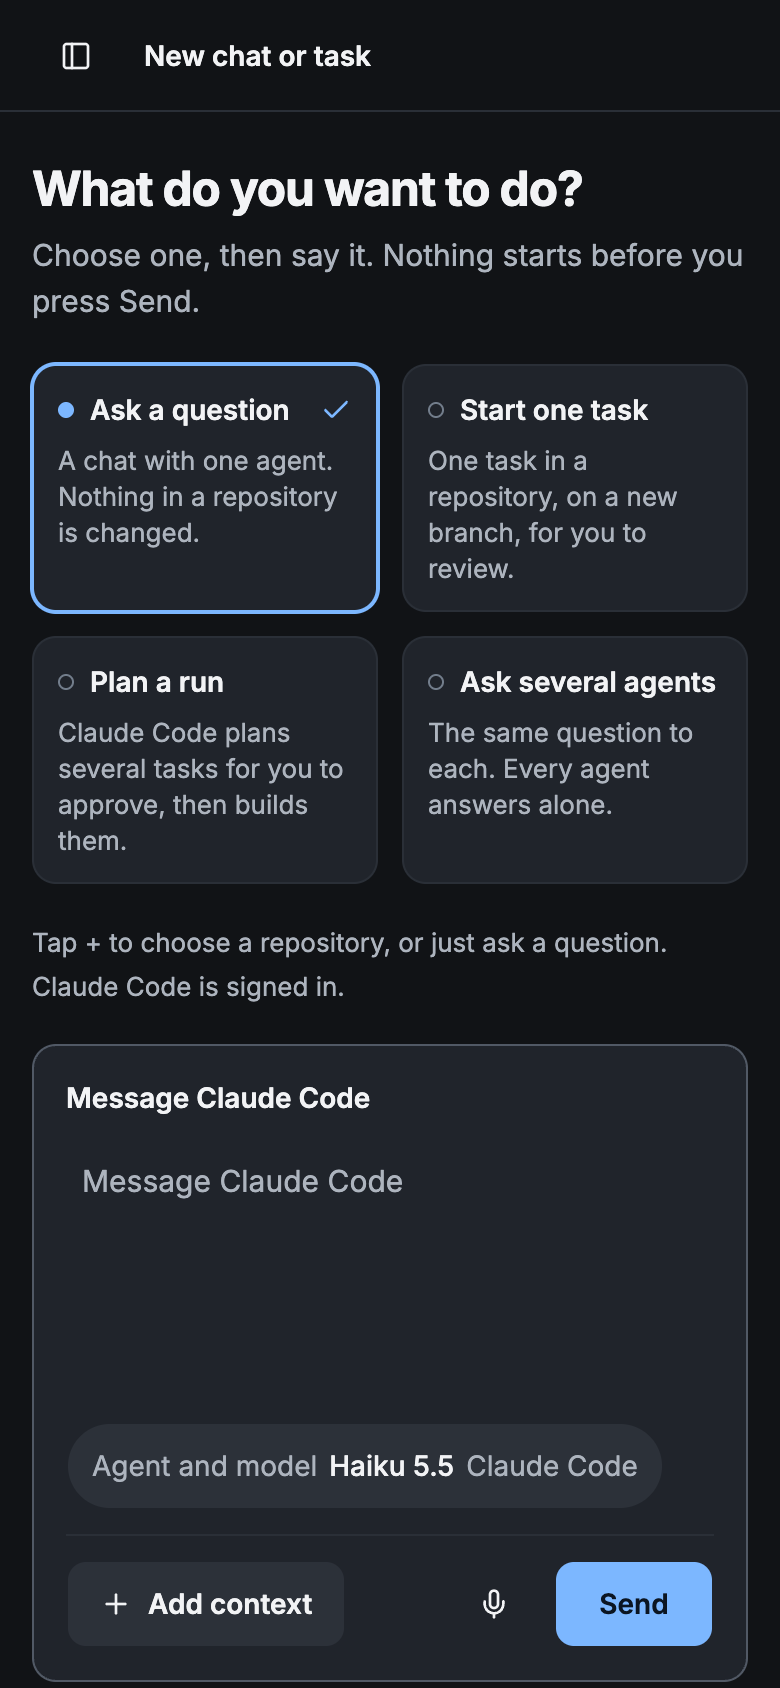 New chat or task
What do you want to do?
Choose one, then say it. Nothing starts before you
press Send.
Ask a question
A chat with one agent.
Nothing in a repository
is changed.
Start one task
One task in a
repository, on a new
branch, for you to
review.
Plan a run
Claude Code plans
several tasks for you to
approve, then builds
them.
Ask several agents
The same question to
each. Every agent
answers alone.
Tap + to choose a repository, or just ask a question.
Claude Code is signed in.
Message Claude Code
Message Claude Code
Agent and model Haiku 5.5 Claude Code
+ Add context
Send